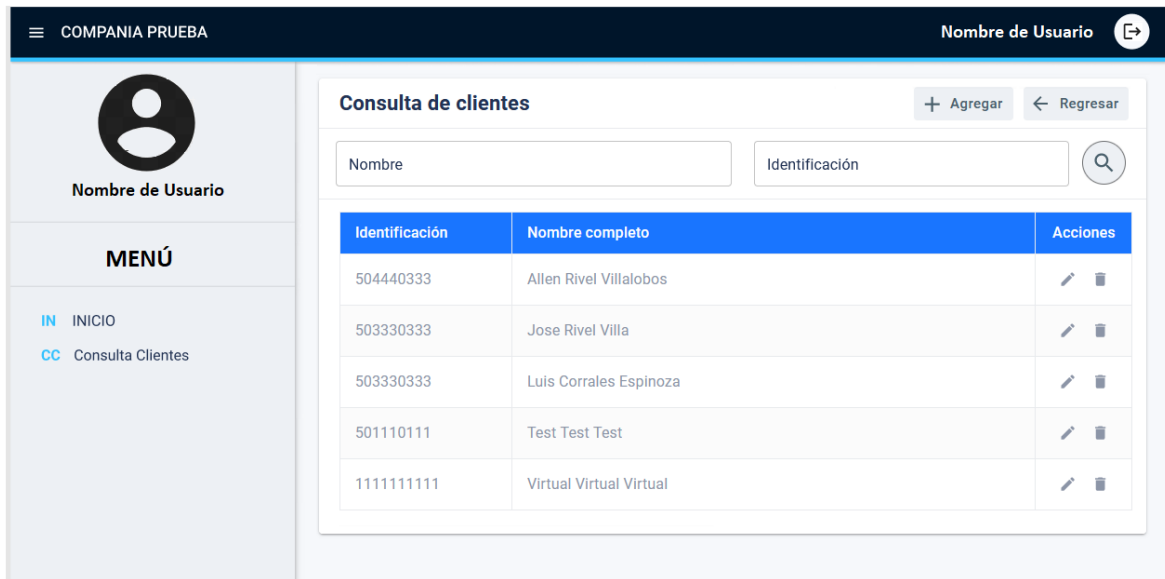 COMPANIA PRUEBA
Nombre de Usuario
Nombre de Usuario
MENÚ
IN INICIO
CC Consulta Clientes
Consulta de clientes
Agregar
Regresar
Nombre
Identificación
Identificación Nombre completo Acciones
504440333 Allen Rivel Villalobos
503330333 Jose Rivel Villa
503330333 Luis Corrales Espinoza
501110111 Test Test Test
1111111111 Virtual Virtual Virtual